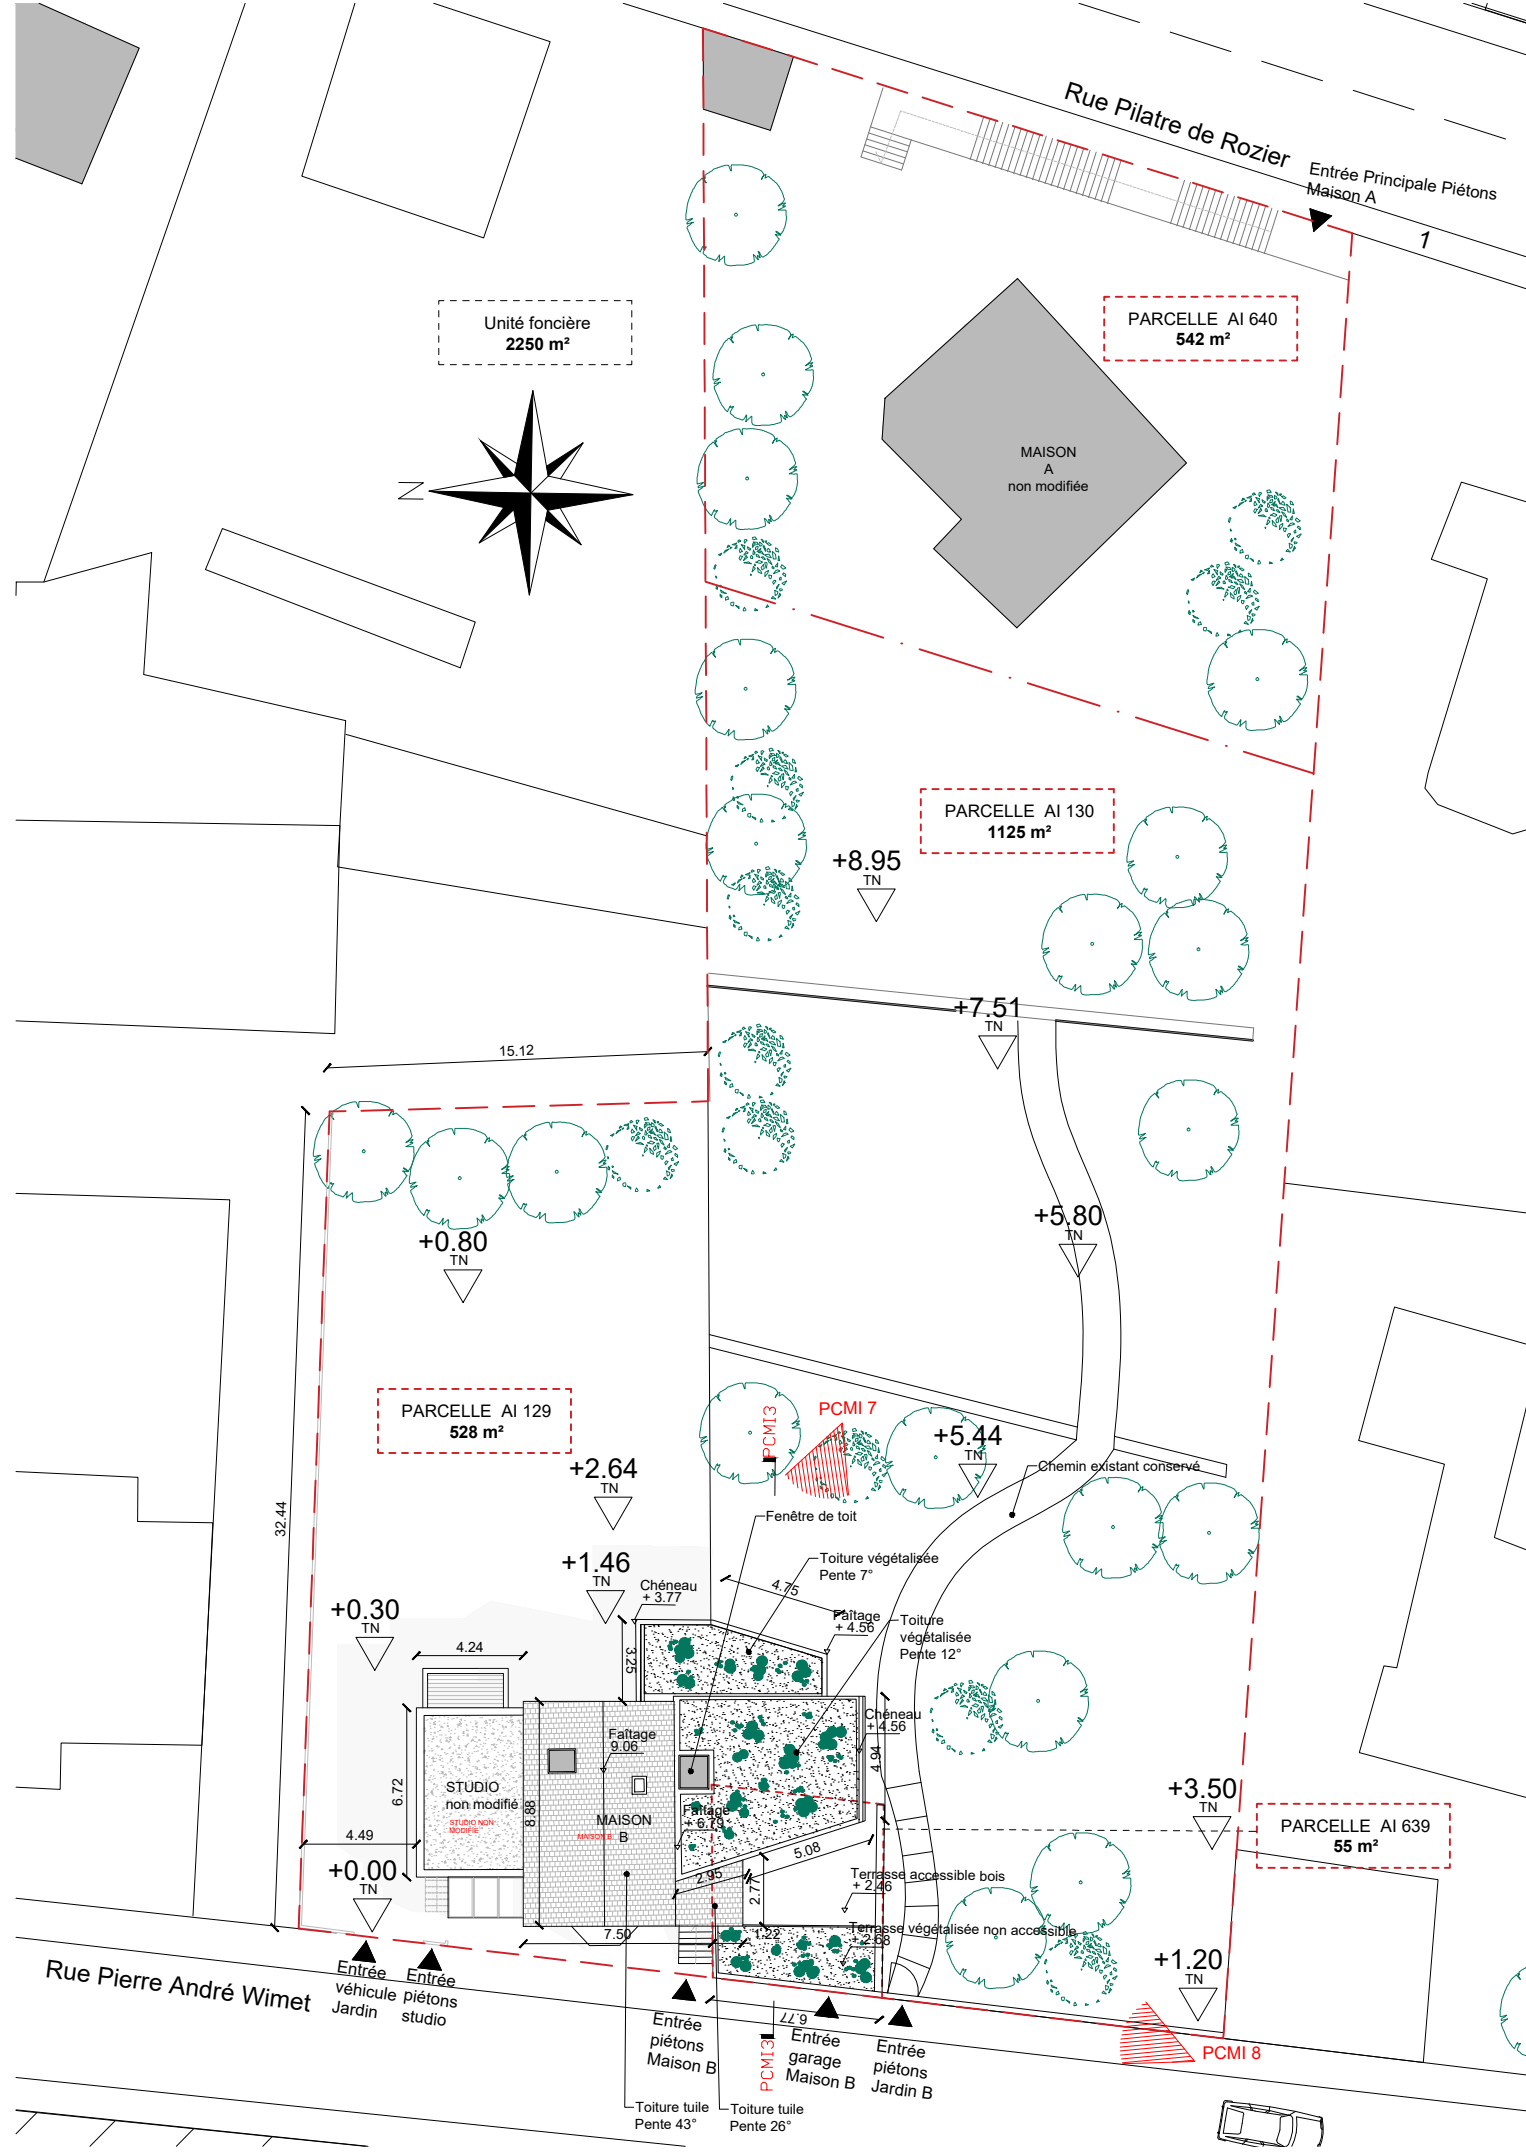 Rue Pilatre de Rozier
Entrée Principale Piétons
Maison A
1
Unité foncière
2250 m²
PARCELLE AI 640
542 m²
N
MAISON
A
non modifiée
PARCELLE AI 130
1125 m²
+8.95
TN
+7.51
TN
15.12
+5.80
TN
+0.80
TN
PARCELLE AI 129
528 m²
PCMI3
PCMI 7
+5.44
TN
Chemin existant conservé
+2.64
TN
32.44
Fenêtre de toit
+1.46
TN
Toiture végétalisée
Pente 7°
4.75
Chéneau
+ 3.77
+0.30
TN
Faîtage
+ 4.56
Toiture
végétalisée
Pente 12°
4.24
3.25
Chéneau
+ 4.56
Faîtage
9.06
4.94
6.72
STUDIO
non modifié
STUDIO NON
MODIFIE
8.88
MAISON
B
MAISON B
Faîtage
+ 6.79
+3.50
TN
PARCELLE AI 639
55 m²
4.49
5.08
2.95
2.77
+0.00
TN
Terrasse accessible bois
+ 2.46
Terrasse végétalisée non accessible
+ 2.68
7.50
1.22
+1.20
TN
Rue Pierre André Wimet
Entrée
véhicule
Jardin
Entrée
piétons
studio
Entrée
piétons
Maison B
6.77
PCMI3
Entrée
garage
Maison B
Entrée
piétons
Jardin B
PCMI 8
Toiture tuile
Pente 43°
Toiture tuile
Pente 26°